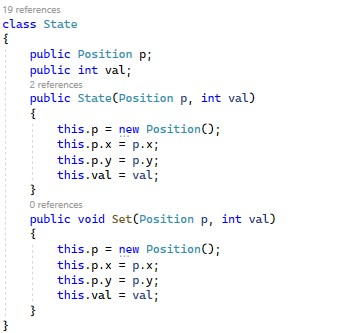 19 references
class State
{
public Position p;
public int val;
2 references
public State(Position p, int val)
{
this.p = new Position();
this.p.x = p.x;
this.p.y = p.y;
this.val = val;
}
0 references
public void Set(Position p, int val)
{
this.p = new Position();
this.p.x = p.x;
this.p.y = p.y;
this.val = val;
}
}